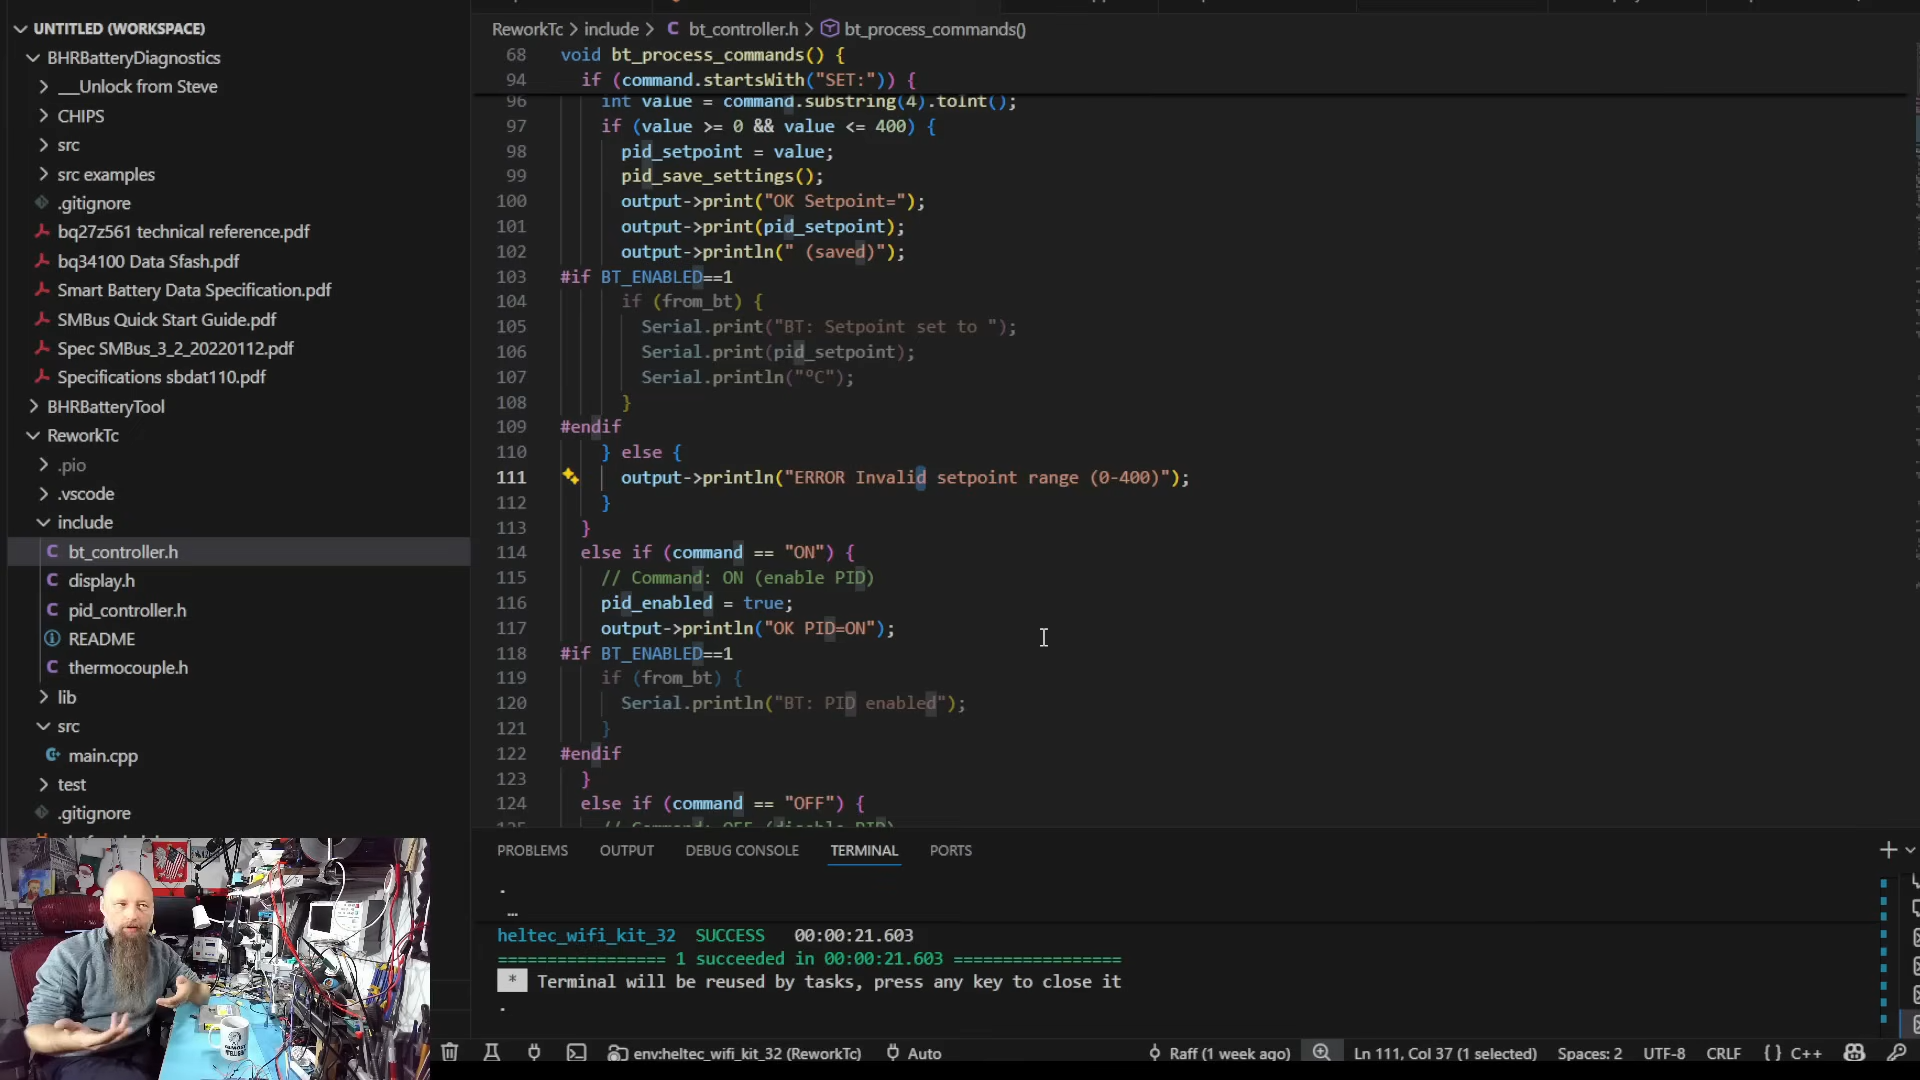 UNTITLED (WORKSPACE)
BHRBatteryDiagnostics
___Unlock from Steve
CHIPS
src
src examples
.gitignore
bq27z561 technical reference.pdf
bq34100 Data Sfash.pdf
Smart Battery Data Specification.pdf
SMBus Quick Start Guide.pdf
Spec SMBus_3_2_20220112.pdf
Specifications sbdat110.pdf
BHRBatteryTool
ReworkTc
.pio
.vscode
include
C bt_controller.h
C display.h
C pid_controller.h
README
C thermocouple.h
lib
src
main.cpp
test
.gitignore
ReworkTc > include > C bt_controller.h > bt_process_commands()
68 void bt_process_commands() {
94 if (command.startsWith("SET:")) {
96 int value = command.substring(4).toInt();
97 if (value >= 0 && value <= 400) {
98 pid_setpoint = value;
99 pid_save_settings();
100 output->print("OK Setpoint=");
101 output->print(pid_setpoint);
102 output->println(" (saved)");
103 #if BT_ENABLED==1
104 if (from_bt) {
105 Serial.print("BT: Setpoint set to ");
106 Serial.print(pid_setpoint);
107 Serial.println("°C");
108 }
109 #endif
110 } else {
111 output->println("ERROR Invalid setpoint range (0-400)");
112 }
113 }
114 else if (command == "ON") {
115 // Command: ON (enable PID)
116 pid_enabled = true;
117 output->println("OK PID=ON");
118 #if BT_ENABLED==1
119 if (from_bt) {
120 Serial.println("BT: PID enabled");
121 }
122 #endif
123 }
124 else if (command == "OFF") {
PROBLEMS OUTPUT DEBUG CONSOLE TERMINAL PORTS
heltec_wifi_kit_32 SUCCESS 00:00:21.603
================= 1 succeeded in 00:00:21.603 =================
* Terminal will be reused by tasks, press any key to close it
env:heltec_wifi_kit_32 (ReworkTc) Auto Raff (1 week ago) Ln 111, Col 37 (1 selected) Spaces: 2 UTF-8 CRLF {} C++